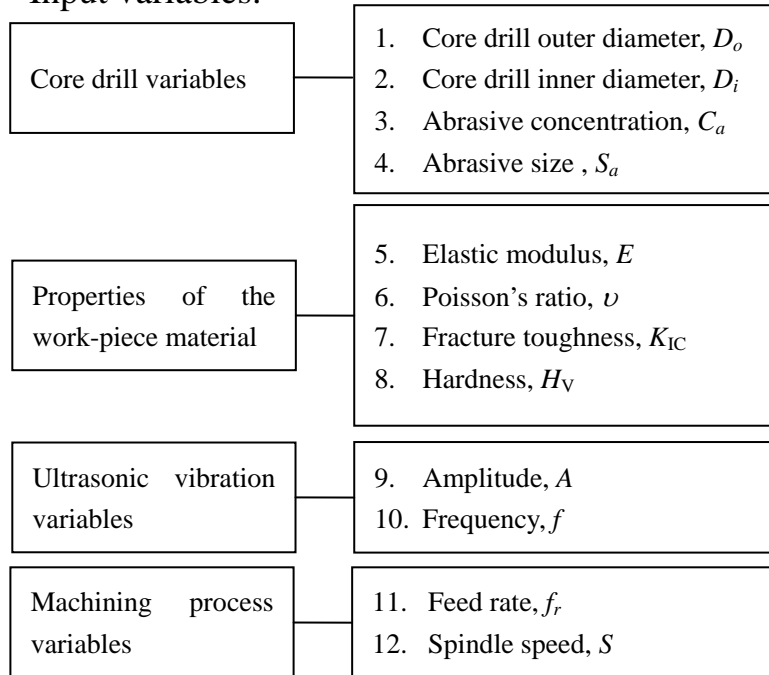 Input variables:
Core drill variables
1. Core drill outer diameter, Dₒ
2. Core drill inner diameter, Dᵢ
3. Abrasive concentration, Cₐ
4. Abrasive size , Sₐ
Properties of the
work-piece material
5. Elastic modulus, E
6. Poisson's ratio, υ
7. Fracture toughness, K_IC
8. Hardness, H_V
Ultrasonic vibration
variables
9. Amplitude, A
10. Frequency, f
Machining process
variables
11. Feed rate, fᵣ
12. Spindle speed, S